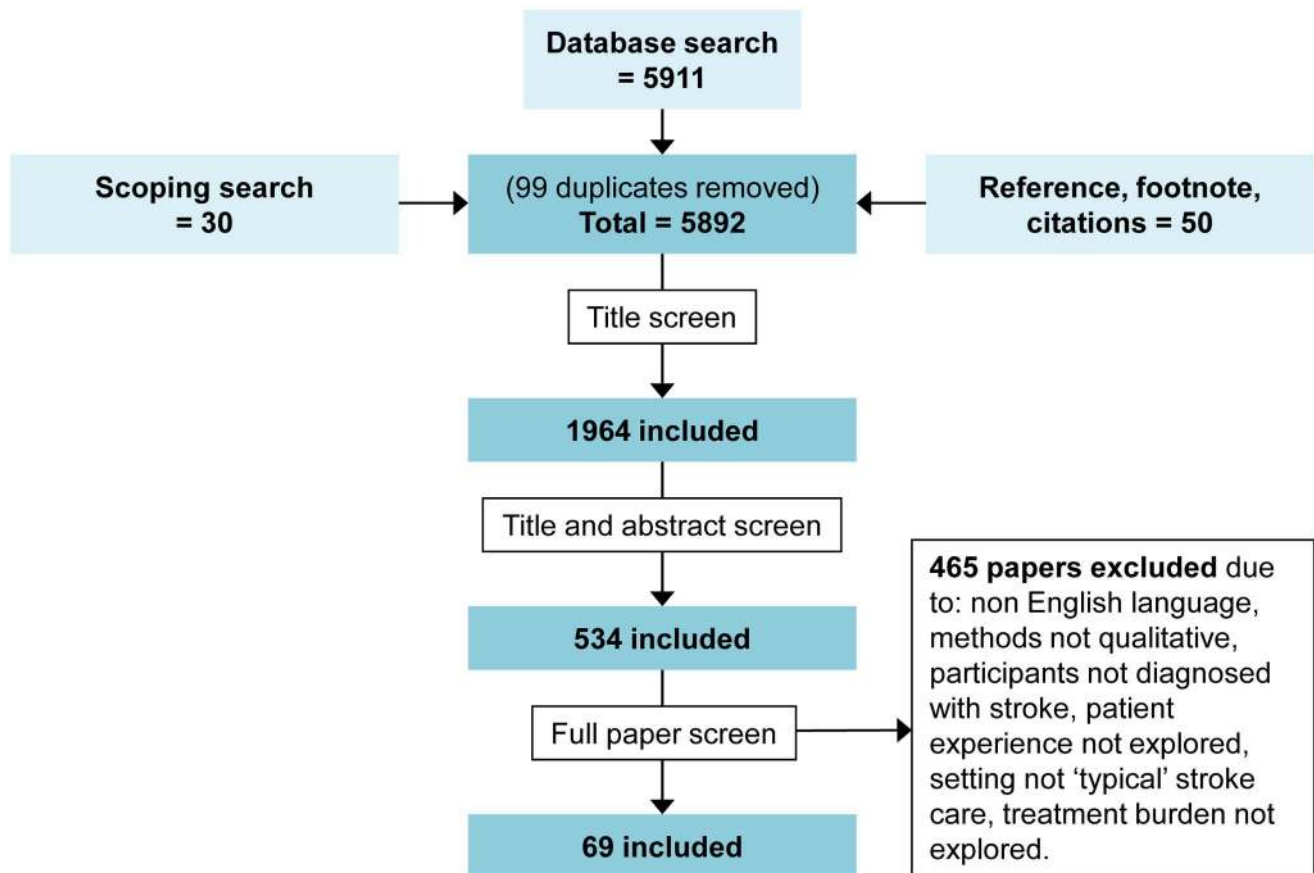 Database search
= 5911
Scoping search
= 30
(99 duplicates removed)
Total = 5892
Reference, footnote,
citations = 50
Title screen
1964 included
Title and abstract screen
534 included
Full paper screen
465 papers excluded due
to: non English language,
methods not qualitative,
participants not diagnosed
with stroke, patient
experience not explored,
setting not ‘typical’ stroke
care, treatment burden not
explored.
69 included